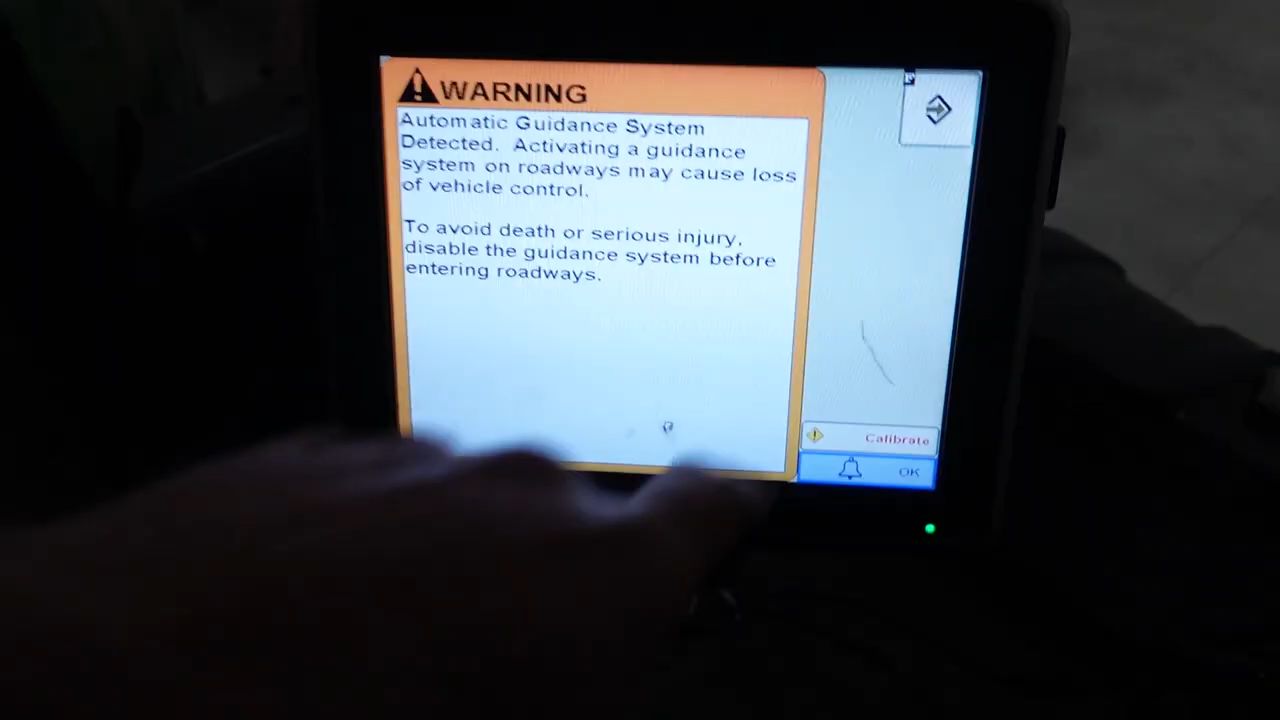 WARNING
Automatic Guidance System
Detected. Activating a guidance
system on roadways may cause loss
of vehicle control.
To avoid death or serious injury,
disable the guidance system before
entering roadways.
Calibrate
OK